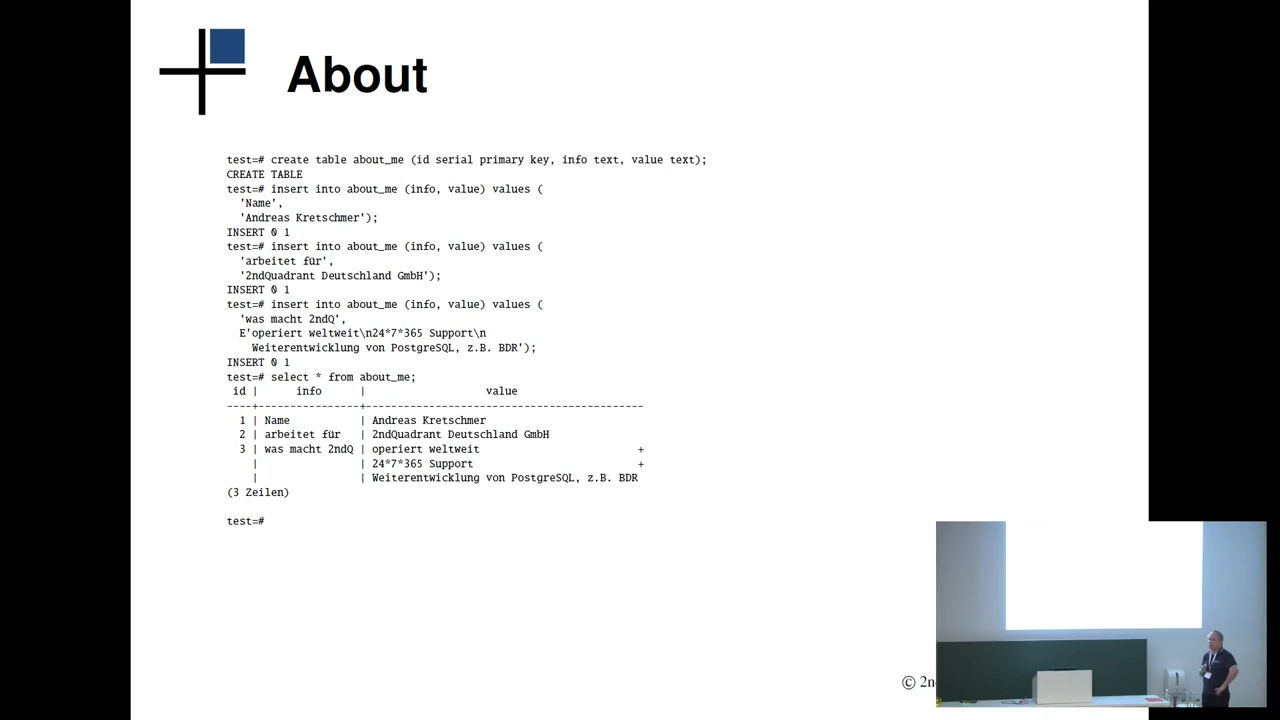 About
test=# create table about_me (id serial primary key, info text, value text);
CREATE TABLE
test=# insert into about_me (info, value) values (
'Name',
'Andreas Kretschmer');
INSERT 0 1
test=# insert into about_me (info, value) values (
'arbeitet für',
'2ndQuadrant Deutschland GmbH');
INSERT 0 1
test=# insert into about_me (info, value) values (
'was macht 2ndQ',
E'operiert weltweit\n24*7*365 Support\n
Weiterentwicklung von PostgreSQL, z.B. BDR');
INSERT 0 1
test=# select * from about_me;
id | info | value
----+----------------+--------------------------------------------
1 | Name | Andreas Kretschmer
2 | arbeitet für | 2ndQuadrant Deutschland GmbH
3 | was macht 2ndQ | operiert weltweit +
| | 24*7*365 Support +
| | Weiterentwicklung von PostgreSQL, z.B. BDR
(3 Zeilen)
test=#
©